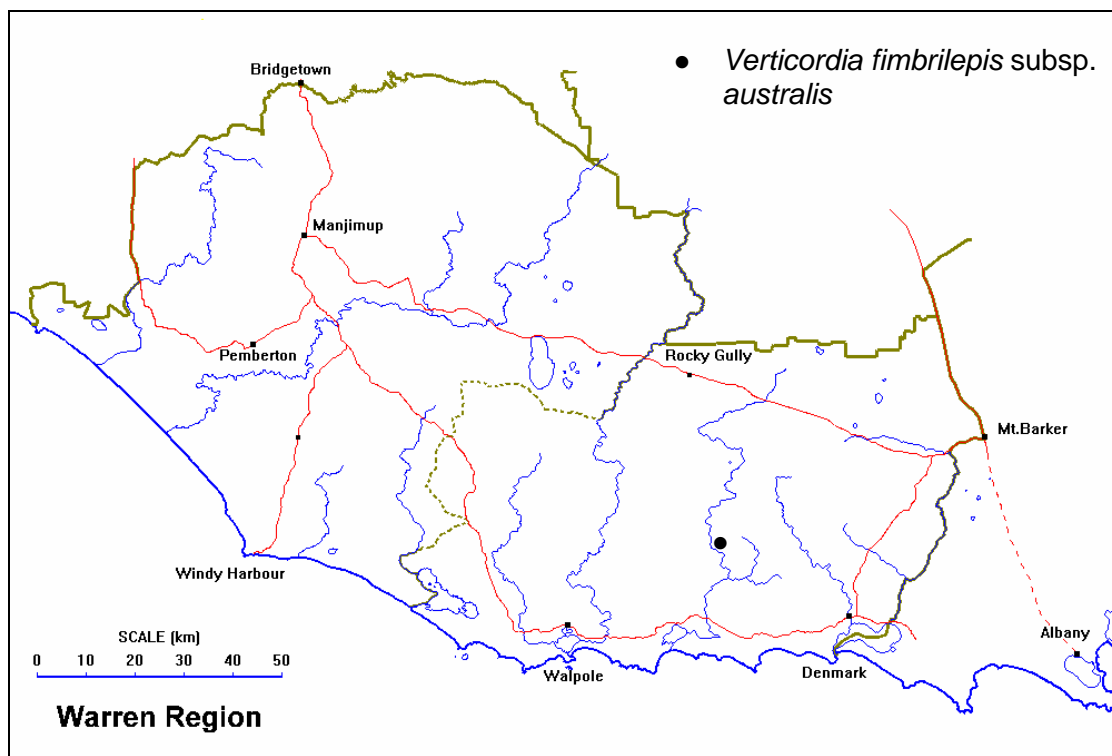 Verticordia fimbrilepis subsp.
australis
Bridgetown
Manjimup
Pemberton
Rocky Gully
Mt.Barker
Windy Harbour
SCALE (km)
0 10 20 30 40 50
Walpole
Denmark
Albany
Warren Region